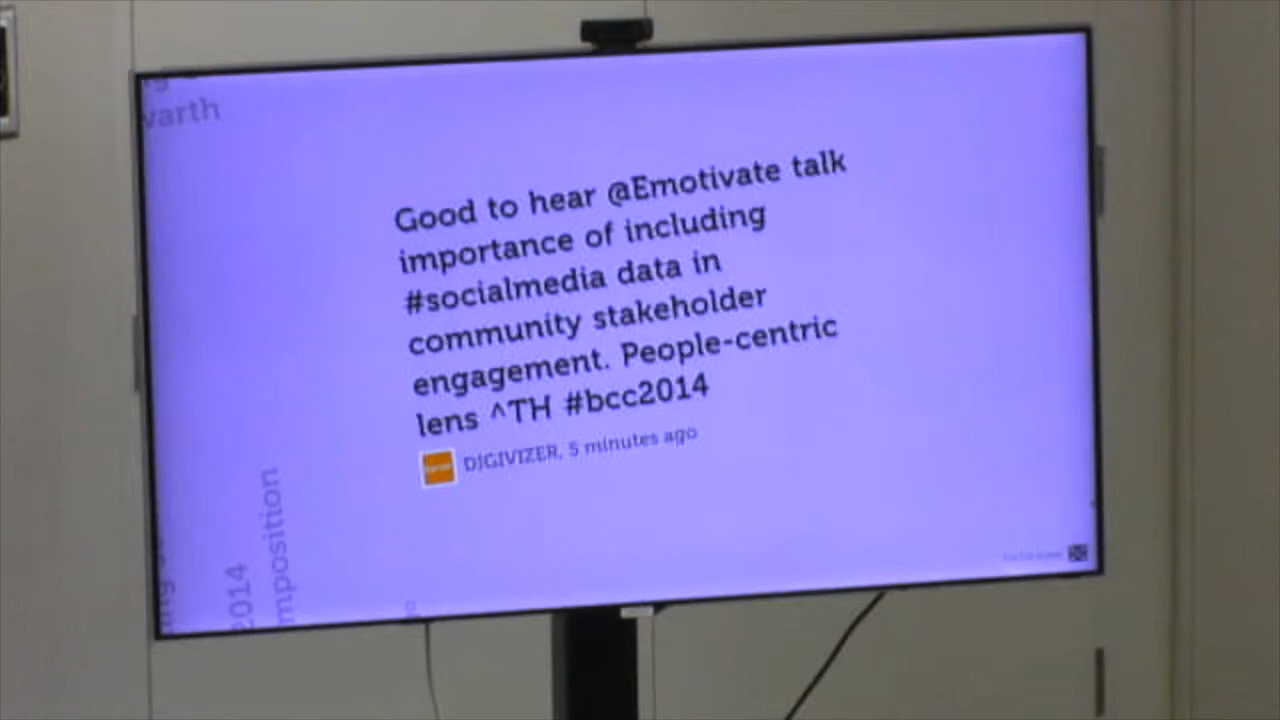 varth
Good to hear @Emotivate talk
importance of including
#socialmedia data in
community stakeholder
engagement. People-centric
lens ^TH #bcc2014
DIGIVIZER, 5 minutes ago
2014
mposition